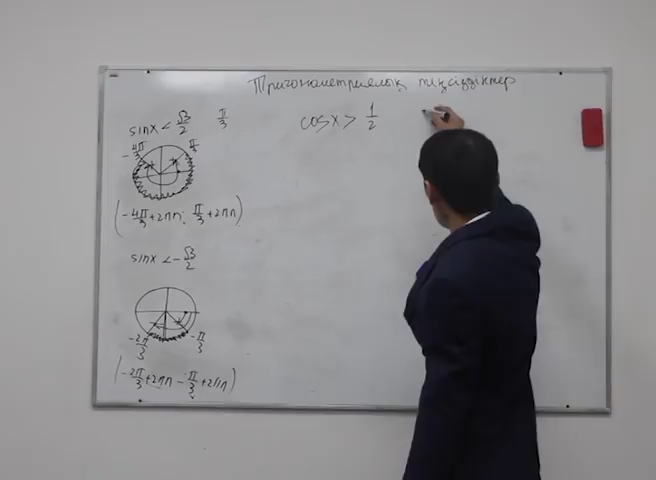 Тригонометриялық теңсіздіктер
sinx < √3/2 π/3
-4π/3 π/3
(-4π/3+2πn; π/3+2πn)
sinx < -√3/2
-2π/3 -π/3
(-2π/3+2πn -π/3+2πn)
cosx > 1/2